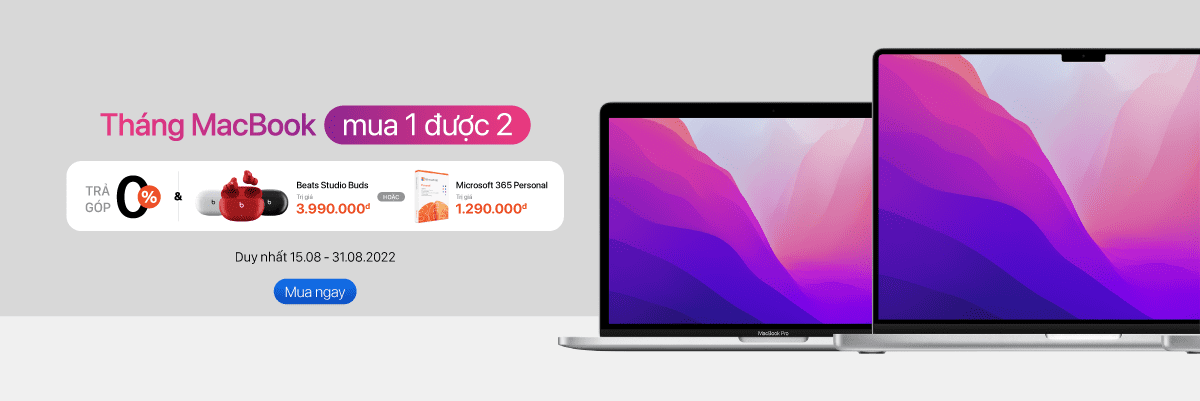 Tháng MacBook mua 1 được 2
TRẢ GÓP 0%
&
Beats Studio Buds
Trị giá
3.990.000đ
HOẶC
Microsoft 365 Personal
Trị giá
1.290.000đ
Duy nhất 15.08 - 31.08.2022
Mua ngay
MacBook Pro